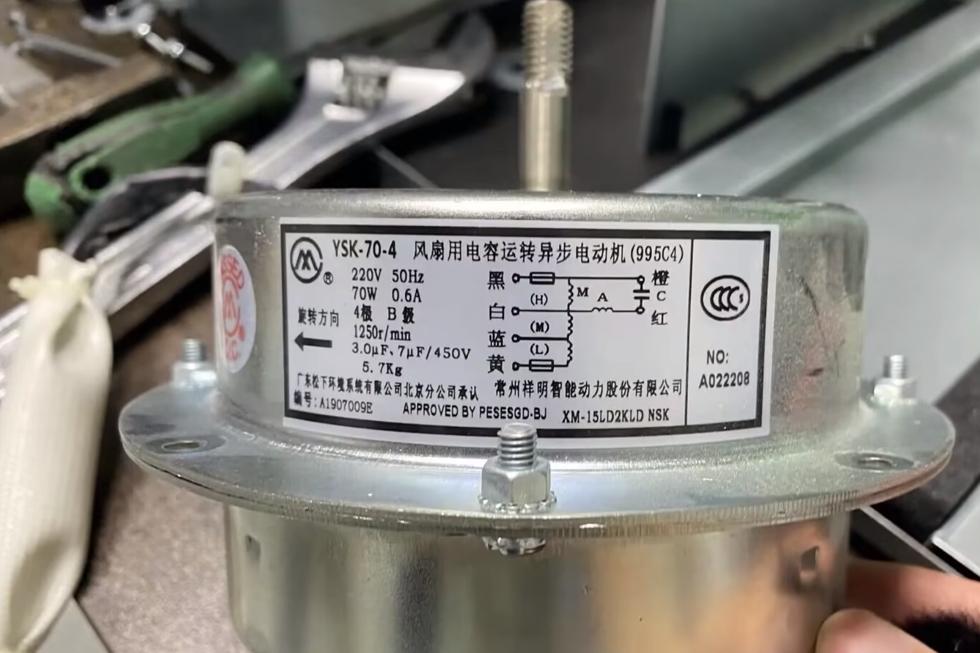 YSK-70-4 风扇用电容运转异步电动机(995C4)
®
220V 50Hz
70W 0.6A
4极 B级
1250r/min
3.0μF、7μF/450V
5.7Kg
旋转方向
黑
白 (H)
蓝 (M)
黄 (L)
M A
橙
C
红
广东松下环境系统有限公司北京分公司承认 常州祥明智能动力股份有限公司
编号:A1907009E APPROVED BY PESESGD-BJ XM-15LD2KLD NSK
CCC
NO:
A022208